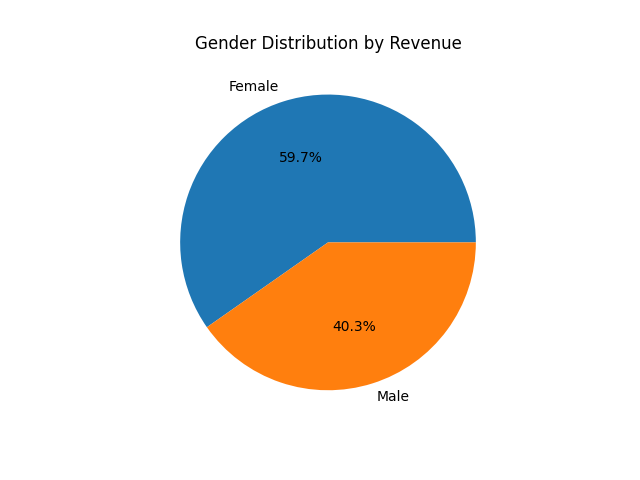 Gender Distribution by Revenue
Female
59.7%
40.3%
Male